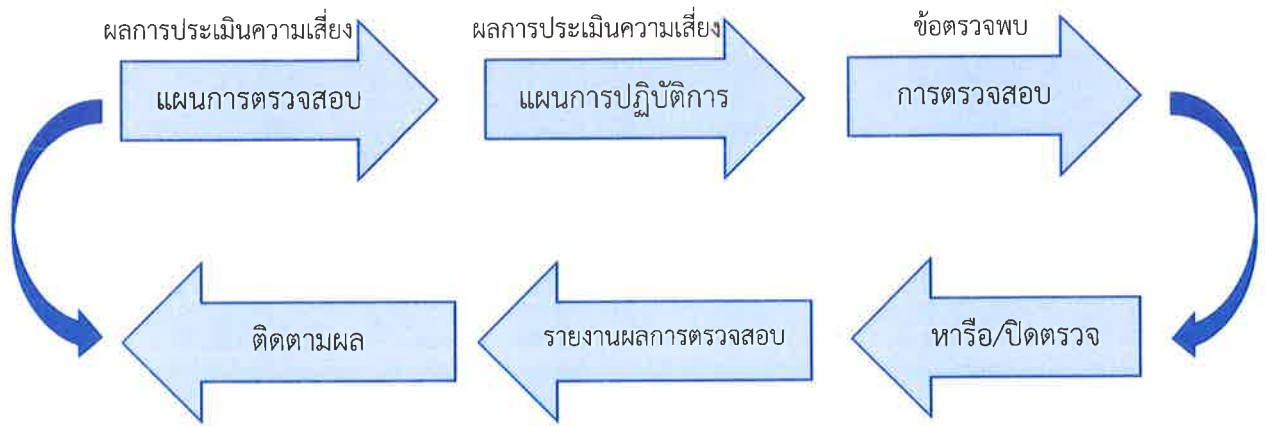 ผลการประเมินความเสี่ยง
ผลการประเมินความเสี่ยง
ข้อตรวจพบ
แผนการตรวจสอบ
แผนการปฏิบัติการ
การตรวจสอบ
ติดตามผล
รายงานผลการตรวจสอบ
หารือ/ปิดตรวจ